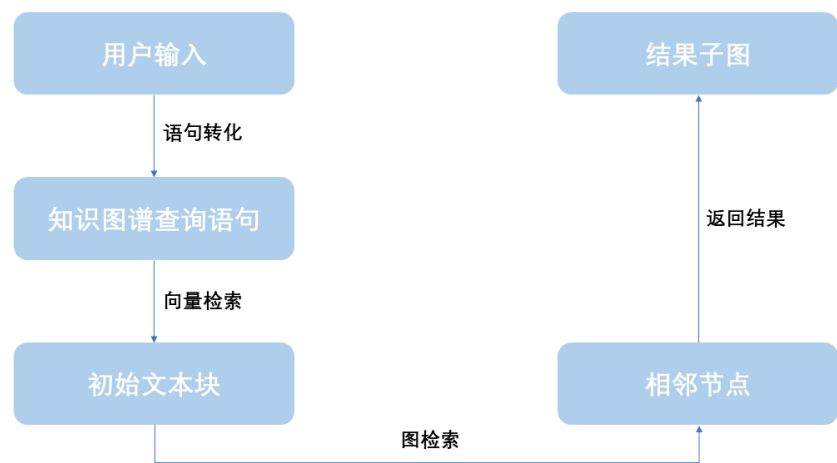 用户输入
语句转化
知识图谱查询语句
向量检索
初始文本块
图检索
相邻节点
返回结果
结果子图